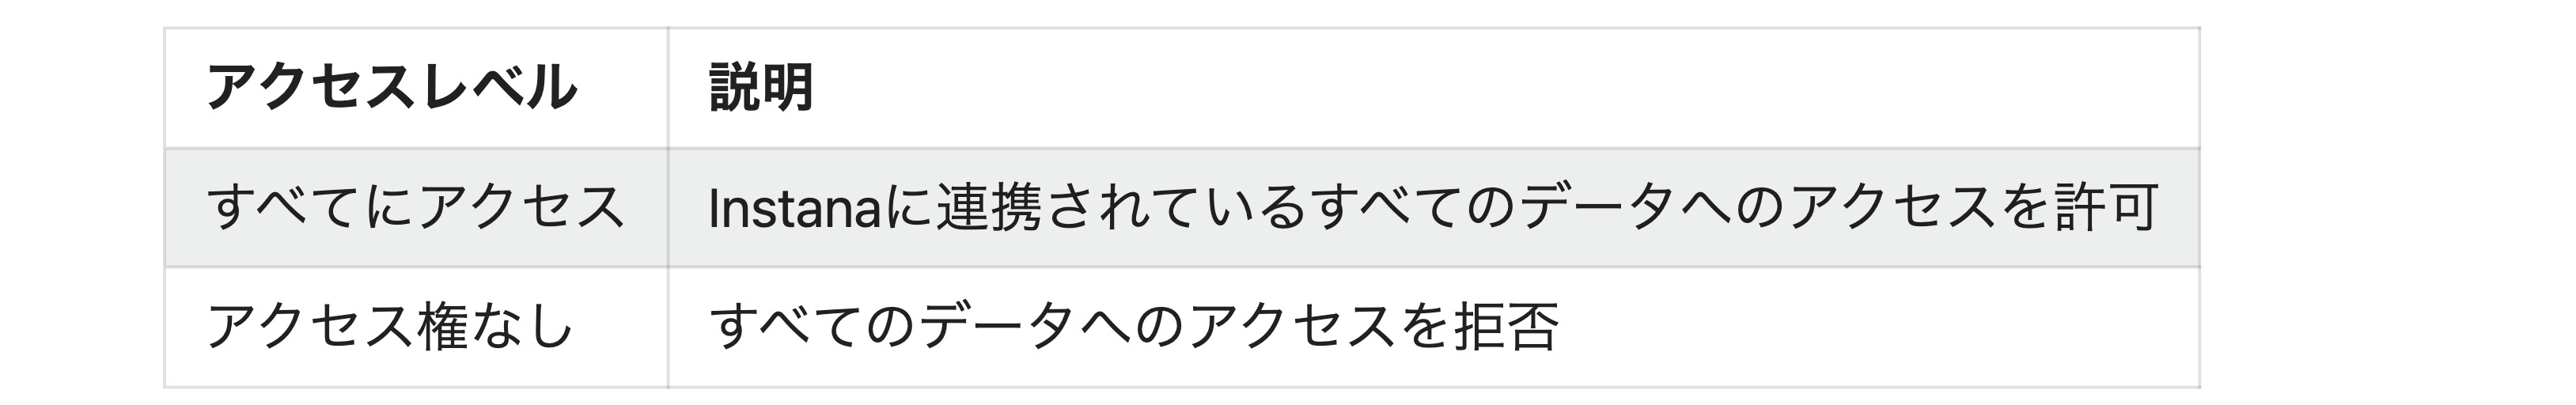 アクセスレベル 説明
すべてにアクセス Instanaに連携されているすべてのデータへのアクセスを許可
アクセス権なし すべてのデータへのアクセスを拒否